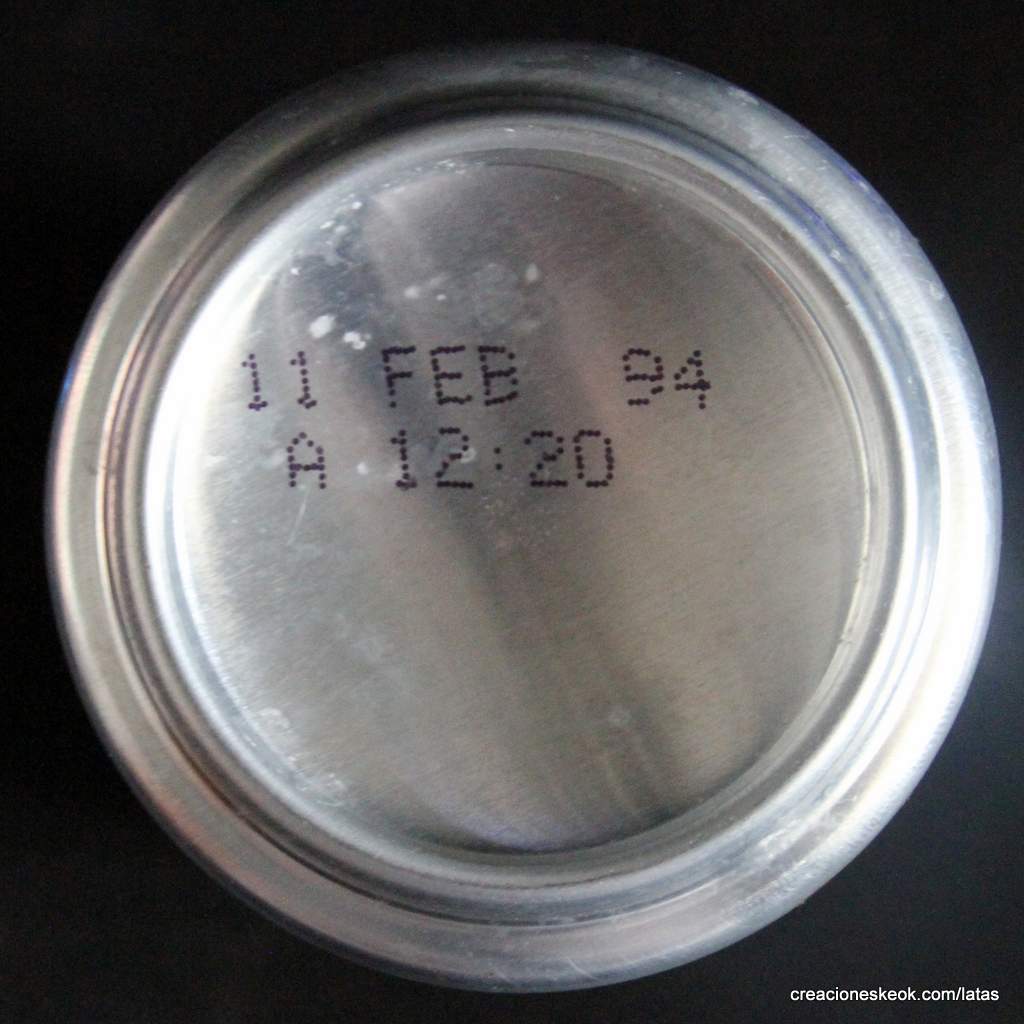 11 FEB 94
A 12:20
creacioneskeok.com/latas